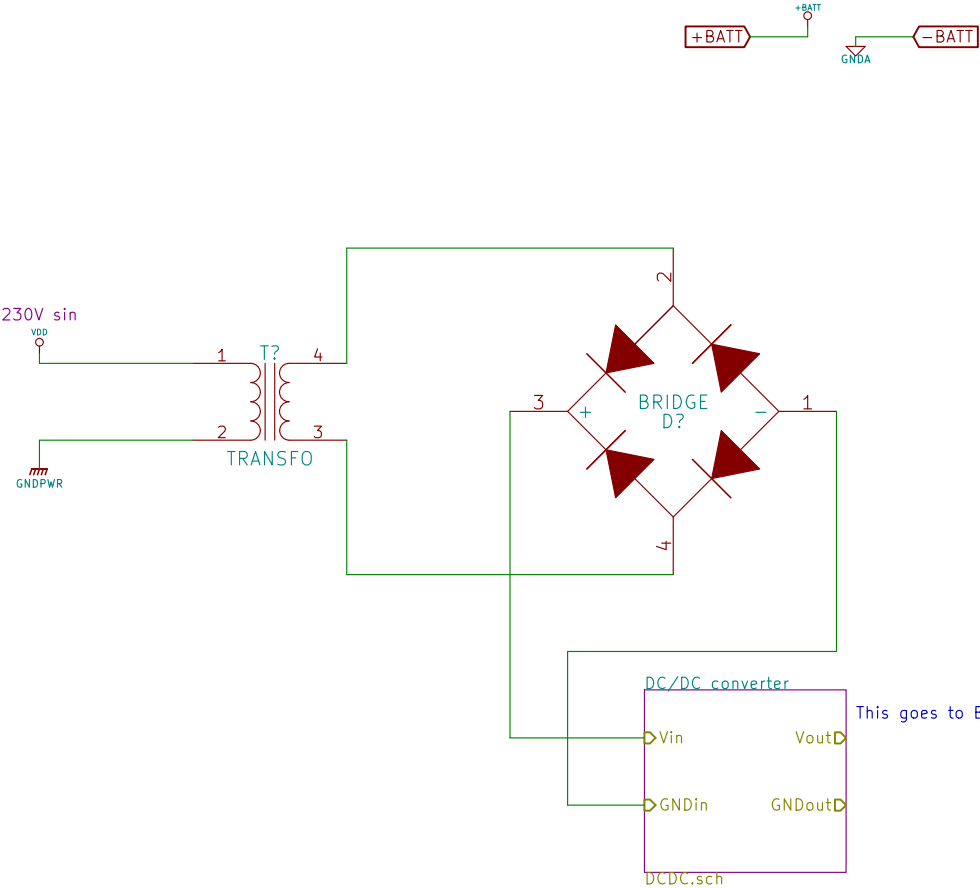 +BATT
+BATT
-BATT
GNDA
2
230V sin
VDD
1
T?
4
3
+
BRIDGE
D?
-
1
2
3
TRANSFO
GNDPWR
4
DC/DC converter
This goes to
Vin
Vout
GNDin
GNDout
DCDC.sch